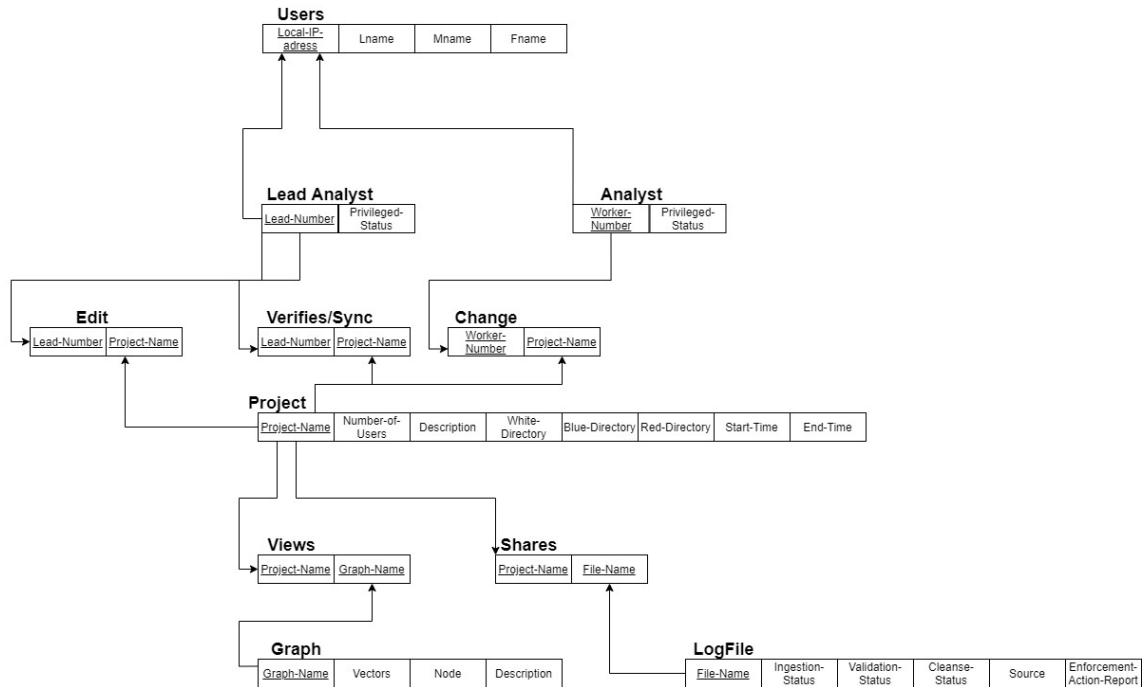 Users
Local-IP-
adress
Lname
Mname
Fname
Lead Analyst
Lead-Number
Privileged-
Status
Analyst
Worker-
Number
Privileged-
Status
Edit
Lead-Number
Project-Name
Verifies/Sync
Lead-Number
Project-Name
Change
Worker-
Number
Project-Name
Project
Project-Name
Number-of-
Users
Description
White-
Directory
Blue-Directory
Red-Directory
Start-Time
End-Time
Views
Project-Name
Graph-Name
Shares
Project-Name
File-Name
Graph
Graph-Name
Vectors
Node
Description
LogFile
File-Name
Ingestion-
Status
Validation-
Status
Cleanse-
Status
Source
Enforcement-
Action-Report